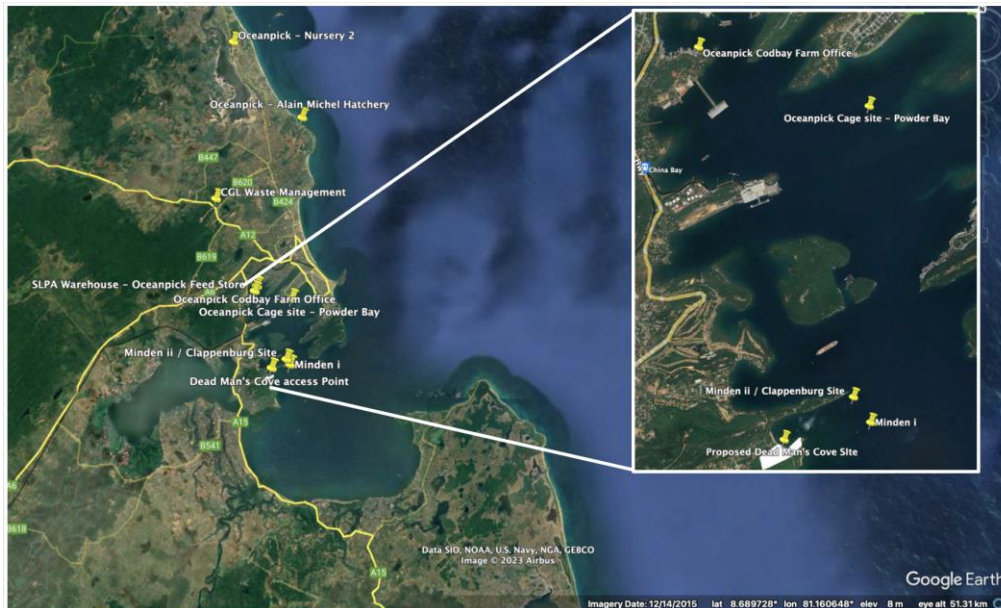 Oceanpick - Nursery 2
Oceanpick - Alain Michel Hatchery
B447
B620
CGL Waste Management
B424
A12
B619
SLPA Warehouse - Oceanpick Feed Store
Oceanpick Codbay Farm Office
Oceanpick Cage site - Powder Bay
Minden ii / Clappenburg Site
Minden i
Dead Man's Cove access Point
A15
B541
A6
B618
A15
Data SIO, NOAA, U.S. Navy, NGA, GEBCO
Image © 2023 Airbus
Oceanpick Codbay Farm Office
Oceanpick Cage site - Powder Bay
China Bay
Minden ii / Clappenburg Site
Minden i
Proposed Dead Man's Cove Site
Google Earth
Imagery Date: 12/14/2015 lat 8.689728° lon 81.160648° elev 8 m eye alt 51.31 km